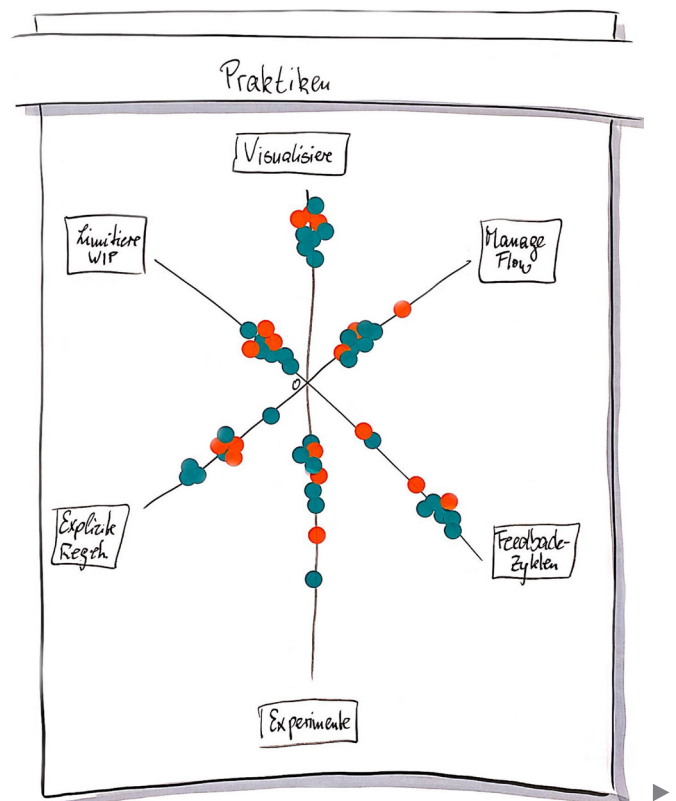 Praktiken
Visualisiere
Limitiere
WIP
Manage
Flow
0
Explizite
Regeln
Feedback-
Zyklen
Experimente